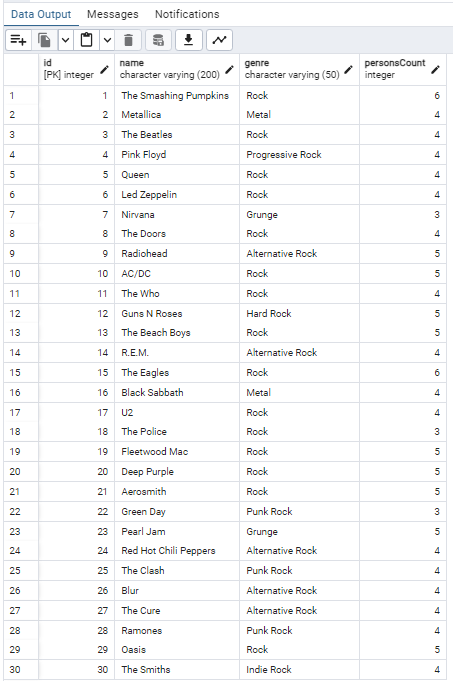 Data Output Messages Notifications
id name genre personsCount
[PK] integer character varying (200) character varying (50) integer
1 1 The Smashing Pumpkins Rock 6
2 2 Metallica Metal 4
3 3 The Beatles Rock 4
4 4 Pink Floyd Progressive Rock 4
5 5 Queen Rock 4
6 6 Led Zeppelin Rock 4
7 7 Nirvana Grunge 3
8 8 The Doors Rock 4
9 9 Radiohead Alternative Rock 5
10 10 AC/DC Rock 5
11 11 The Who Rock 4
12 12 Guns N Roses Hard Rock 5
13 13 The Beach Boys Rock 5
14 14 R.E.M. Alternative Rock 4
15 15 The Eagles Rock 6
16 16 Black Sabbath Metal 4
17 17 U2 Rock 4
18 18 The Police Rock 3
19 19 Fleetwood Mac Rock 5
20 20 Deep Purple Rock 5
21 21 Aerosmith Rock 5
22 22 Green Day Punk Rock 3
23 23 Pearl Jam Grunge 5
24 24 Red Hot Chili Peppers Alternative Rock 4
25 25 The Clash Punk Rock 4
26 26 Blur Alternative Rock 4
27 27 The Cure Alternative Rock 4
28 28 Ramones Punk Rock 4
29 29 Oasis Rock 5
30 30 The Smiths Indie Rock 4